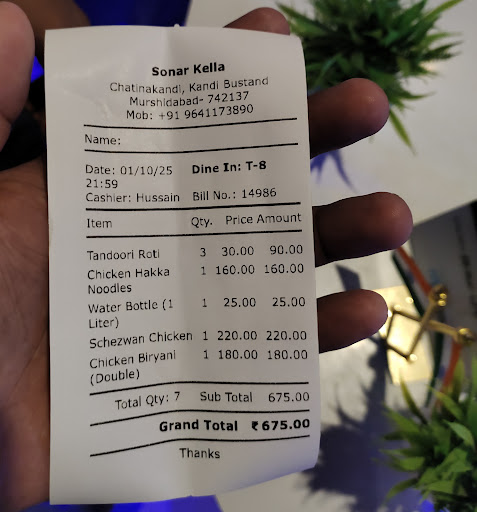 Sonar Kella
Chatinakandi, Kandi Bustand
Murshidabad- 742137
Mob: +91 9641173890
Name:
Date: 01/10/25 Dine In: T-8
21:59
Cashier: Hussain Bill No.: 14986
Item Qty. Price Amount
Tandoori Roti 3 30.00 90.00
Chicken Hakka 1 160.00 160.00
Noodles
Water Bottle (1 1 25.00 25.00
Liter)
Schezwan Chicken 1 220.00 220.00
Chicken Biryani 1 180.00 180.00
(Double)
Total Qty: 7 Sub Total 675.00
Grand Total ₹675.00
Thanks